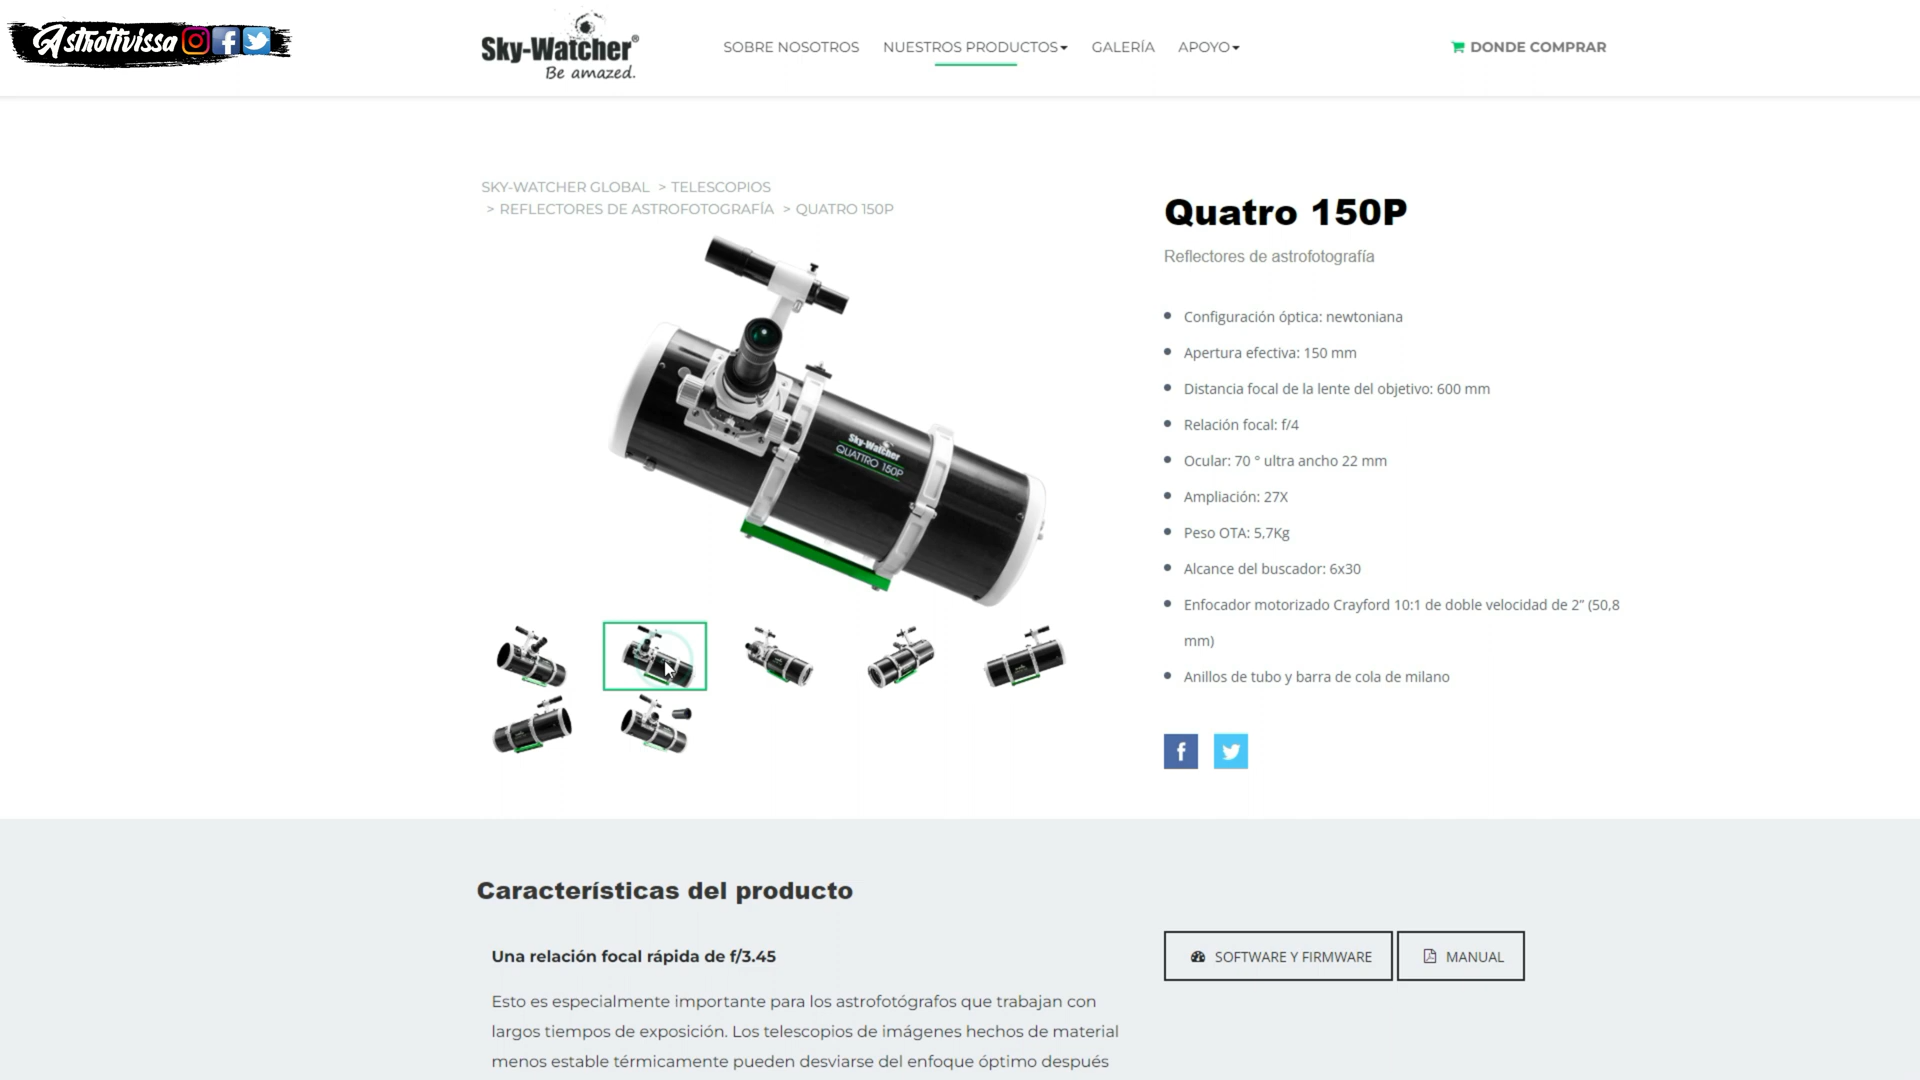 Astrotivissa
Sky-Watcher®
Be amazed.
SOBRE NOSOTROS
NUESTROS PRODUCTOS
GALERÍA
APOYO
DONDE COMPRAR
SKY-WATCHER GLOBAL > TELESCOPIOS
> REFLECTORES DE ASTROFOTOGRAFÍA > QUATRO 150P
Sky-Watcher
QUATTRO 150P
Quatro 150P
Reflectores de astrofotografía
Configuración óptica: newtoniana
Apertura efectiva: 150 mm
Distancia focal de la lente del objetivo: 600 mm
Relación focal: f/4
Ocular: 70 ° ultra ancho 22 mm
Ampliación: 27X
Peso OTA: 5,7Kg
Alcance del buscador: 6x30
Enfocador motorizado Crayford 10:1 de doble velocidad de 2” (50,8
mm)
Anillos de tubo y barra de cola de milano
Características del producto
Una relación focal rápida de f/3.45
Esto es especialmente importante para los astrofotógrafos que trabajan con
largos tiempos de exposición. Los telescopios de imágenes hechos de material
menos estable térmicamente pueden desviarse del enfoque óptimo después
SOFTWARE Y FIRMWARE
MANUAL